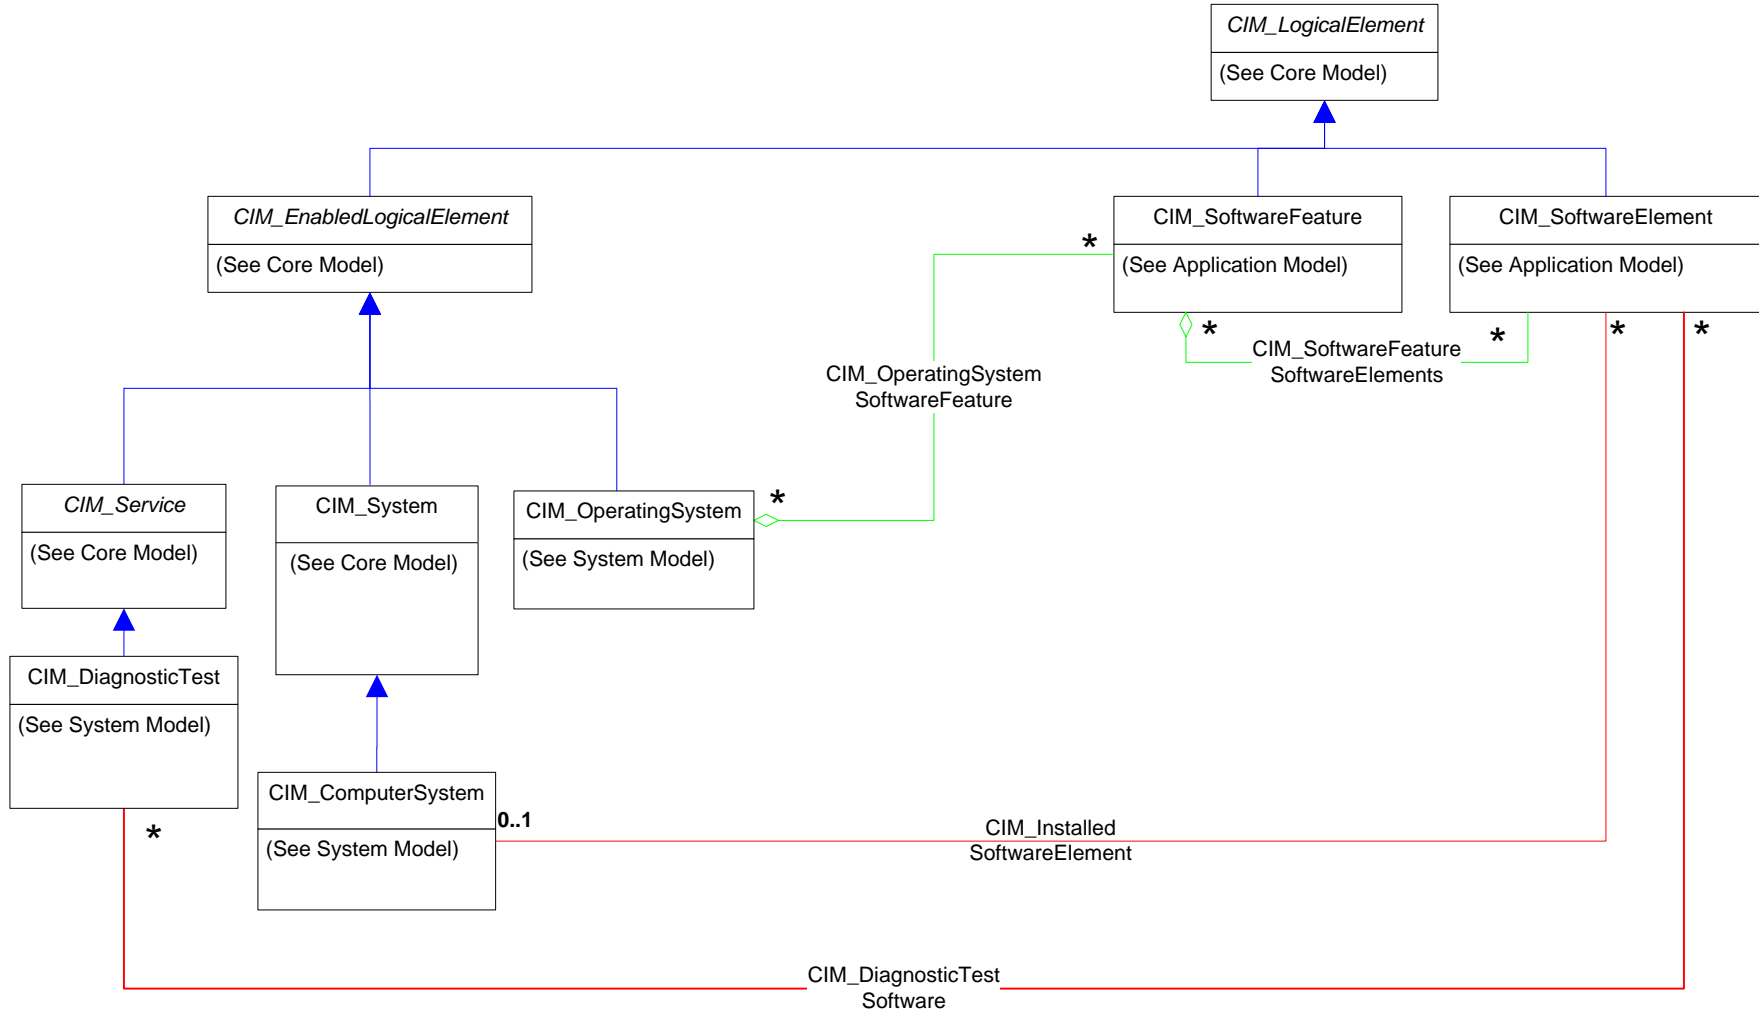 CIM_LogicalElement
(See Core Model)
CIM_EnabledLogicalElement
(See Core Model)
CIM_SoftwareFeature
(See Application Model)
CIM_SoftwareElement
(See Application Model)
*
*
*
*
*
CIM_SoftwareFeature
SoftwareElements
CIM_OperatingSystem
SoftwareFeature
CIM_Service
(See Core Model)
CIM_System
(See Core Model)
CIM_OperatingSystem
(See System Model)
*
CIM_DiagnosticTest
(See System Model)
*
CIM_ComputerSystem
(See System Model)
0..1
CIM_Installed
SoftwareElement
CIM_DiagnosticTest
Software